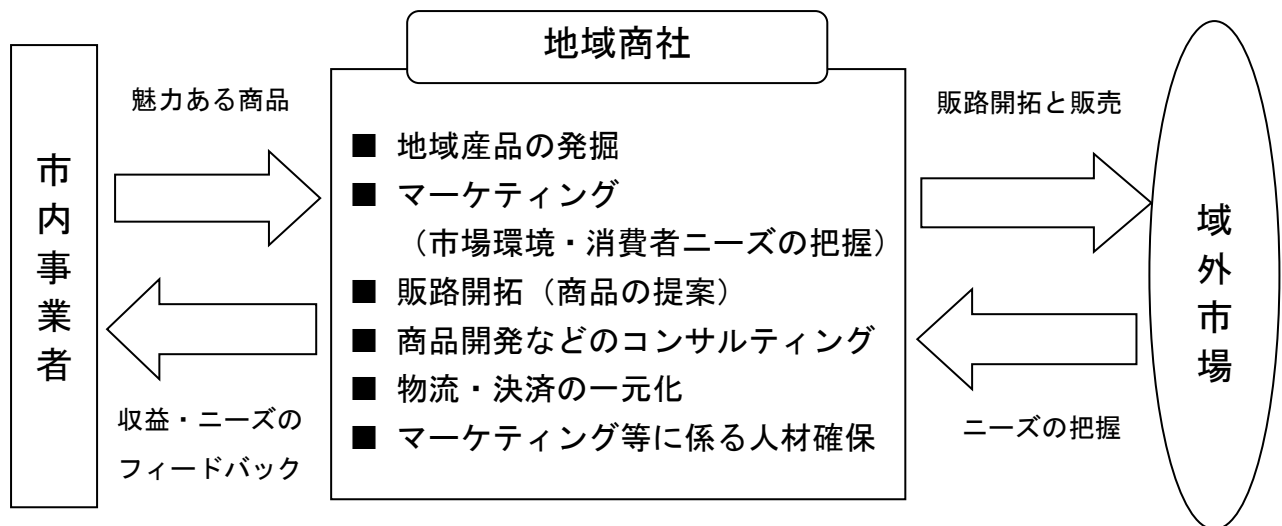 地域商社
市内事業者
魅力ある商品
収益・ニーズの
フィードバック
■ 地域産品の発掘
■ マーケティング
（市場環境・消費者ニーズの把握）
■ 販路開拓（商品の提案）
■ 商品開発などのコンサルティング
■ 物流・決済の一元化
■ マーケティング等に係る人材確保
販路開拓と販売
ニーズの把握
域外市場